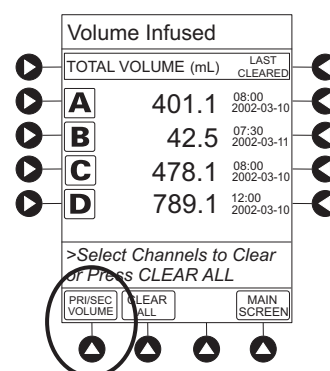 Volume Infused
TOTAL VOLUME (mL) LAST CLEARED
A 401.1 08:00 2002-03-10
B 42.5 07:30 2002-03-11
C 478.1 08:00 2002-03-10
D 789.1 12:00 2002-03-10
>Select Channels to Clear
or Press CLEAR ALL
PRI/SEC VOLUME CLEAR ALL MAIN SCREEN